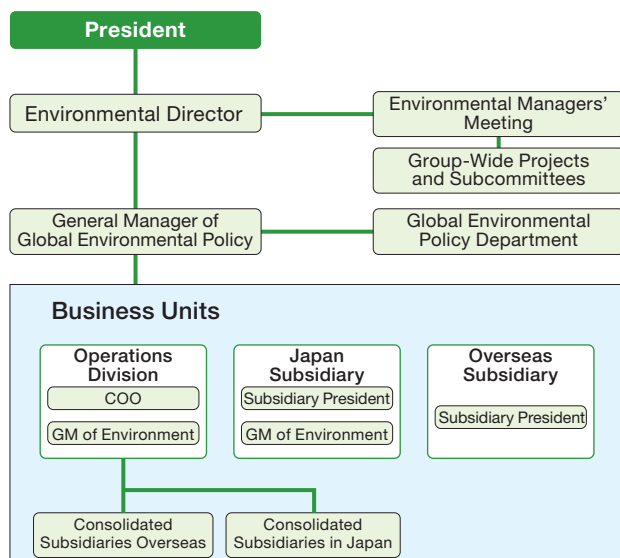 President
Environmental Director
Environmental Managers'
Meeting
Group-Wide Projects
and Subcommittees
General Manager of
Global Environmental Policy
Global Environmental
Policy Department
Business Units
Operations
Division
COO
GM of Environment
Japan
Subsidiary
Subsidiary President
GM of Environment
Overseas
Subsidiary
Subsidiary President
Consolidated
Subsidiaries Overseas
Consolidated
Subsidiaries in Japan